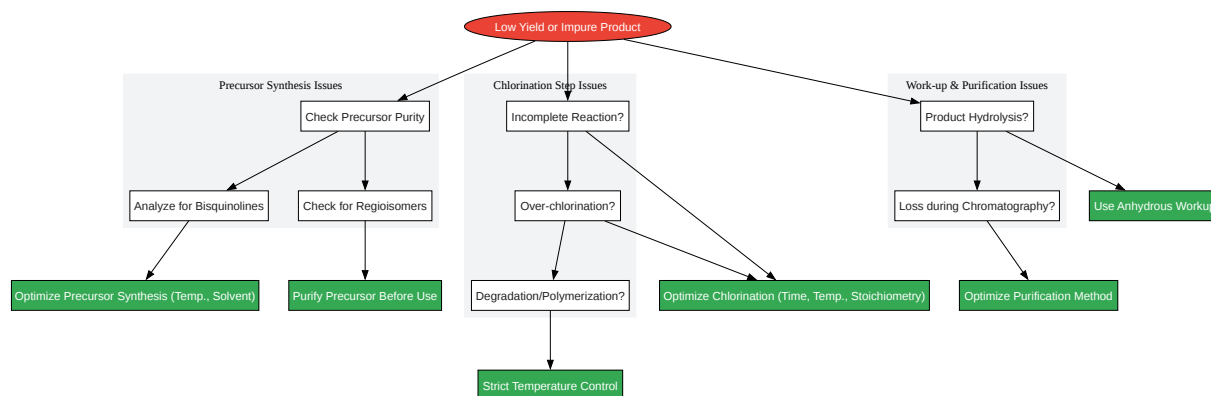 Low Yield or Impure Product
Precursor Synthesis Issues
Chlorination Step Issues
Work-up & Purification Issues
Check Precursor Purity
Incomplete Reaction?
Product Hydrolysis?
Analyze for Bisquinolines
Check for Regioisomers
Over-chlorination?
Loss during Chromatography?
Use Anhydrous Workup
Optimize Precursor Synthesis (Temp., Solvent)
Purify Precursor Before Use
Degradation/Polymerization?
Optimize Chlorination (Time, Temp., Stoichiometry)
Optimize Purification Method
Strict Temperature Control